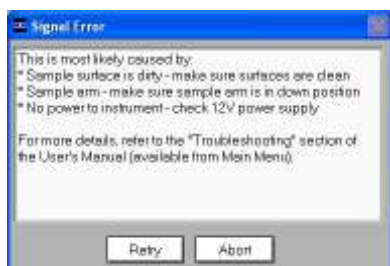 Signal Error
This is most likely caused by:
* Sample surface is dirty - make sure surfaces are clean
* Sample arm - make sure sample arm is in down position
* No power to instrument - check 12V power supply
For more details, refer to the "Troubleshooting" section of
the User's Manual (available from Main Menu).
Retry
Abort